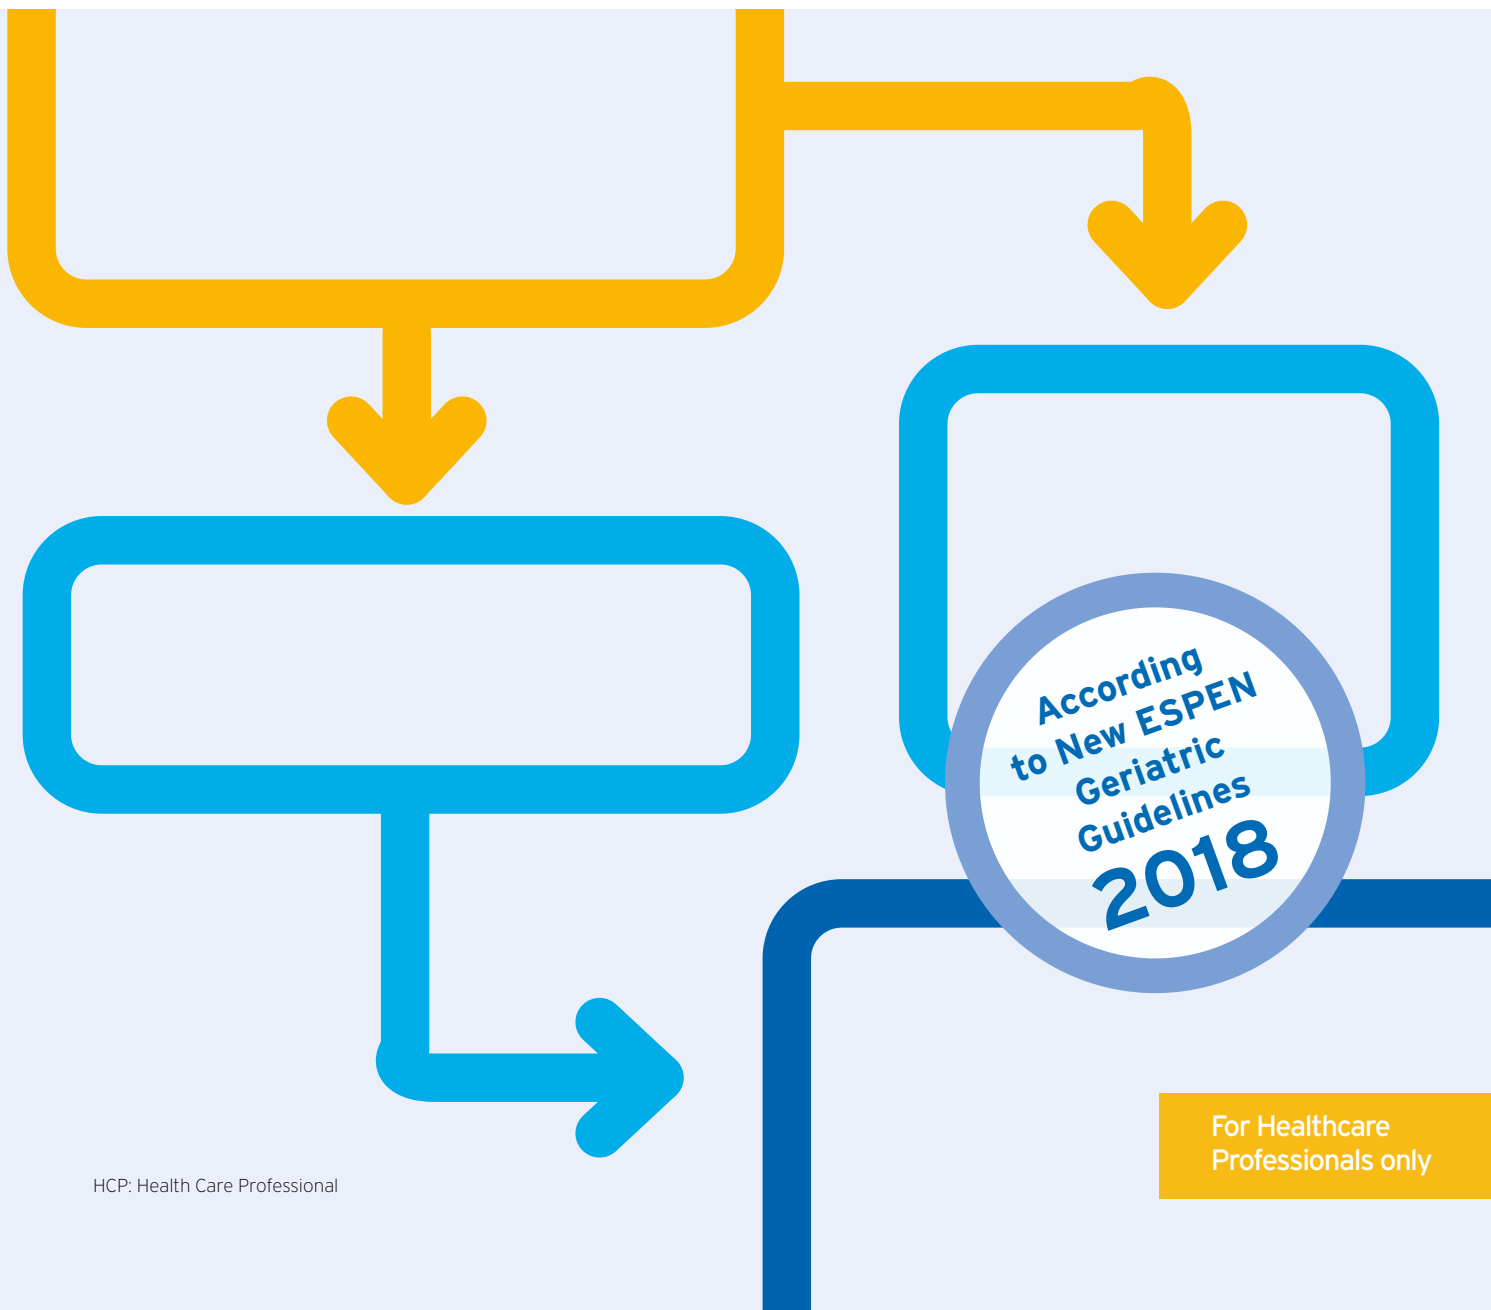 According
to New ESPEN
Geriatric
Guidelines
2018
For Healthcare
Professionals only
HCP: Health Care Professional